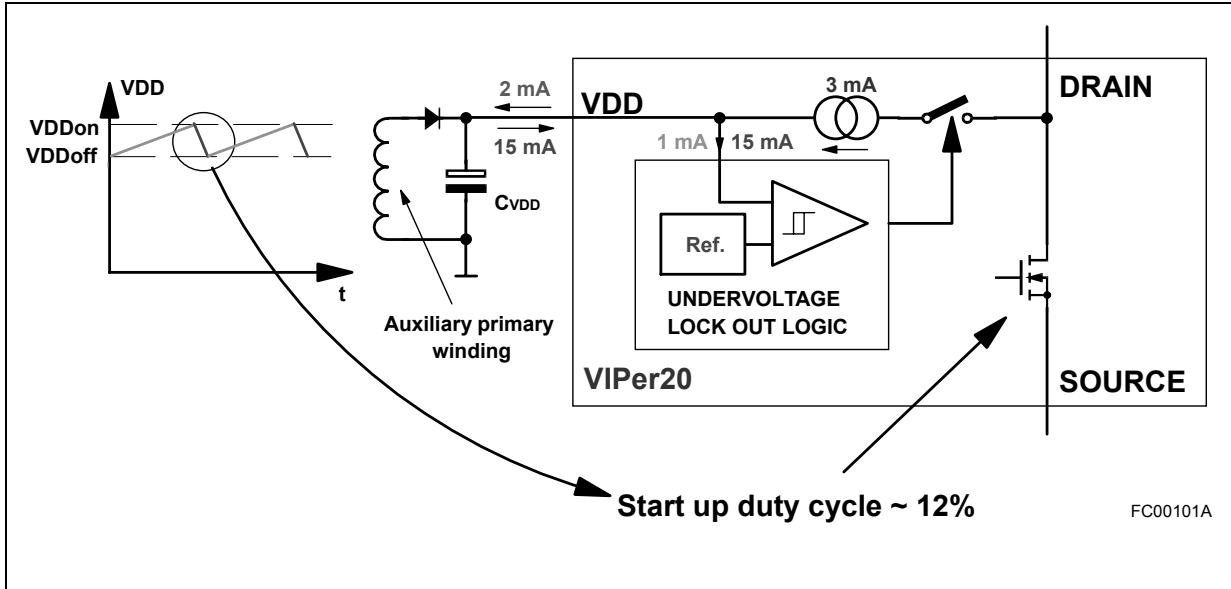 VDD
VDDon
VDDoff
t
2 mA
15 mA
CVDD
Auxiliary primary
winding
VDD
3 mA
DRAIN
1 mA 15 mA
Ref.
UNDERVOLTAGE
LOCK OUT LOGIC
VIPer20
SOURCE
Start up duty cycle ~ 12%
FC00101A